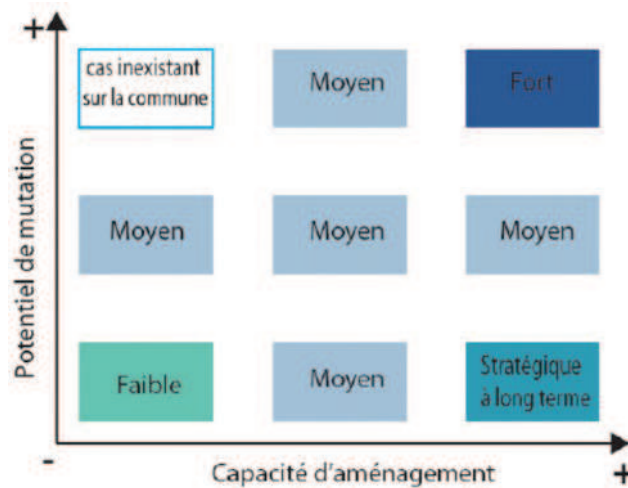 +
cas inexistant
sur la commune
Moyen
Fort
Potentiel de mutation
Moyen
Moyen
Moyen
Faible
Moyen
Stratégique
à long terme
-
Capacité d'aménagement
+